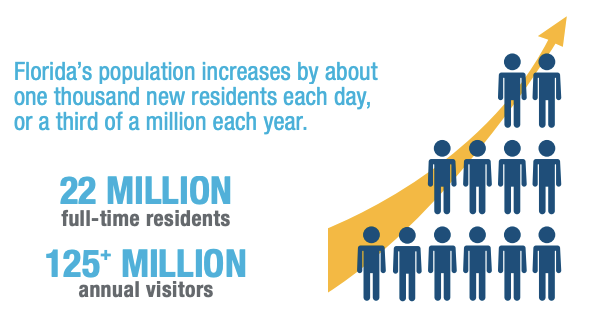 Florida's population increases by about
one thousand new residents each day,
or a third of a million each year.
22 MILLION
full-time residents
125+ MILLION
annual visitors